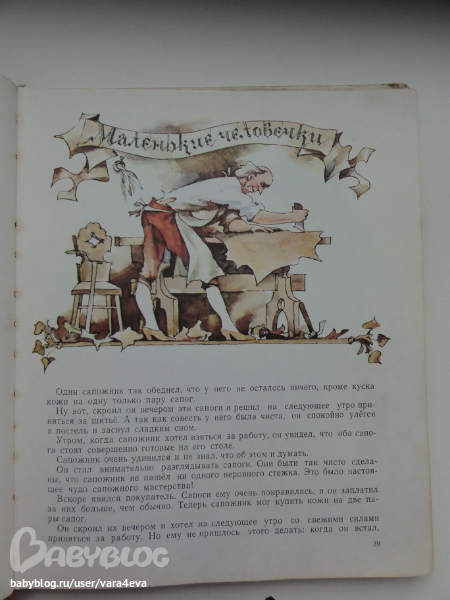 Маленькие человечки
Один сапожник так обеднел, что у него не осталось ничего, кроме куска
кожи на одну только пару сапог.
Ну вот, скроил он вечером эти сапоги и решил на следующее утро при-
няться за шитьё. А так как совесть у него была чиста, он спокойно улёгся
в постель и заснул сладким сном.
Утром, когда сапожник хотел взяться за работу, он увидел, что оба сапо-
га стоят совершенно готовые на его столе.
Сапожник очень удивился и не знал, что об этом и думать.
Он стал внимательно разглядывать сапоги. Они были так чисто сдела-
ны, что сапожник не нашёл ни одного неровного стежка. Это было настоя-
щее чудо сапожного мастерства!
Вскоре явился покупатель. Сапоги ему очень понравились, и он заплатил
за них больше, чем обычно. Теперь сапожник мог купить кожи на две па-
ры сапог.
Он скроил их вечером и хотел на следующее утро со свежими силами
приняться за работу. Но ему не пришлось этого делать: когда он встал,
39
BABYBLOG
babyblog.ru/user/vara4eva